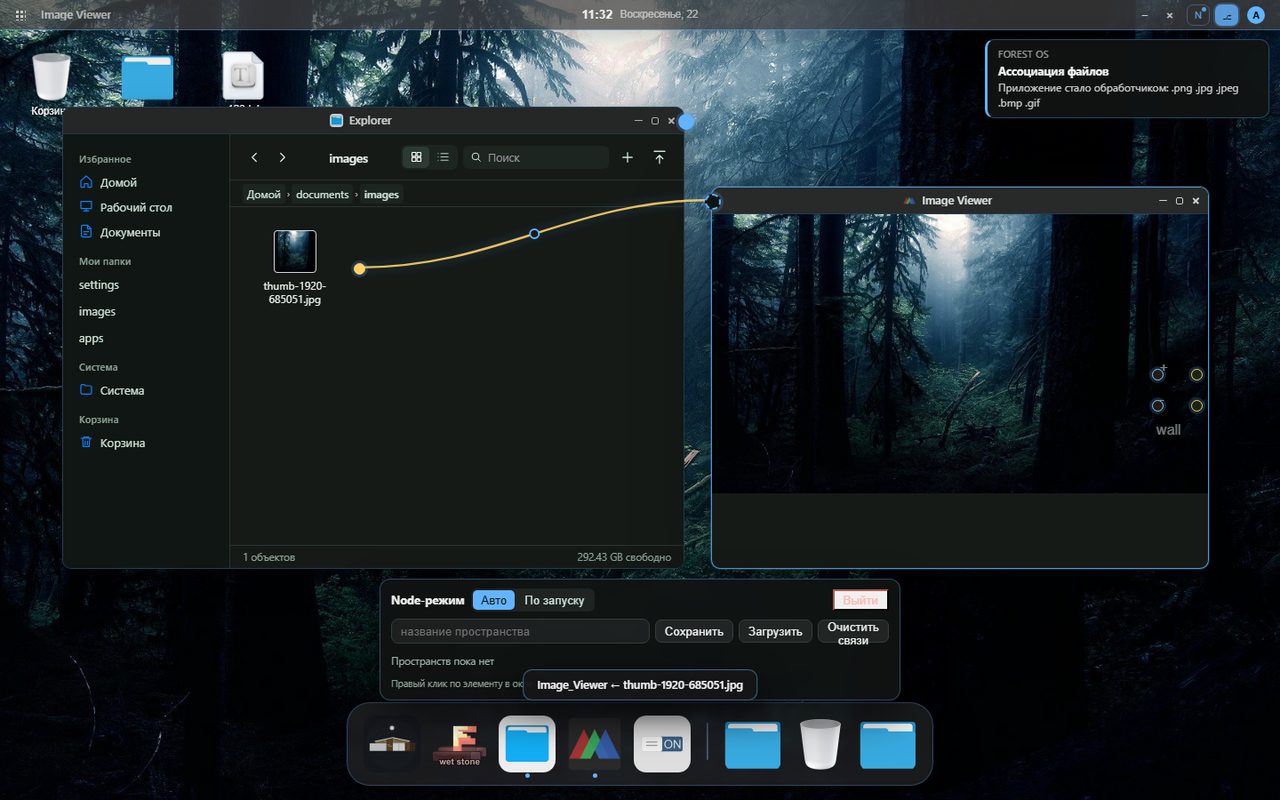 Image Viewer
11:32 Воскресенье, 22
N
A
FOREST OS
Ассоциация файлов
Приложение стало обработчиком: .png .jpg .jpeg
.bmp .gif
Explorer
Избранное
Домой
Рабочий стол
Документы
Мои папки
settings
images
apps
Система
Система
Корзина
Корзина
images
Поиск
Домой › documents › images
thumb-1920-
685051.jpg
1 объектов
292.43 GB свободно
Image Viewer
wall
Node-режим
Авто
По запуску
Выйти
название пространства
Сохранить
Загрузить
Очистить
связи
Пространств пока нет
Правый клик по элементу в
Image_Viewer ← thumb-1920-685051.jpg
F
wet stone
ON